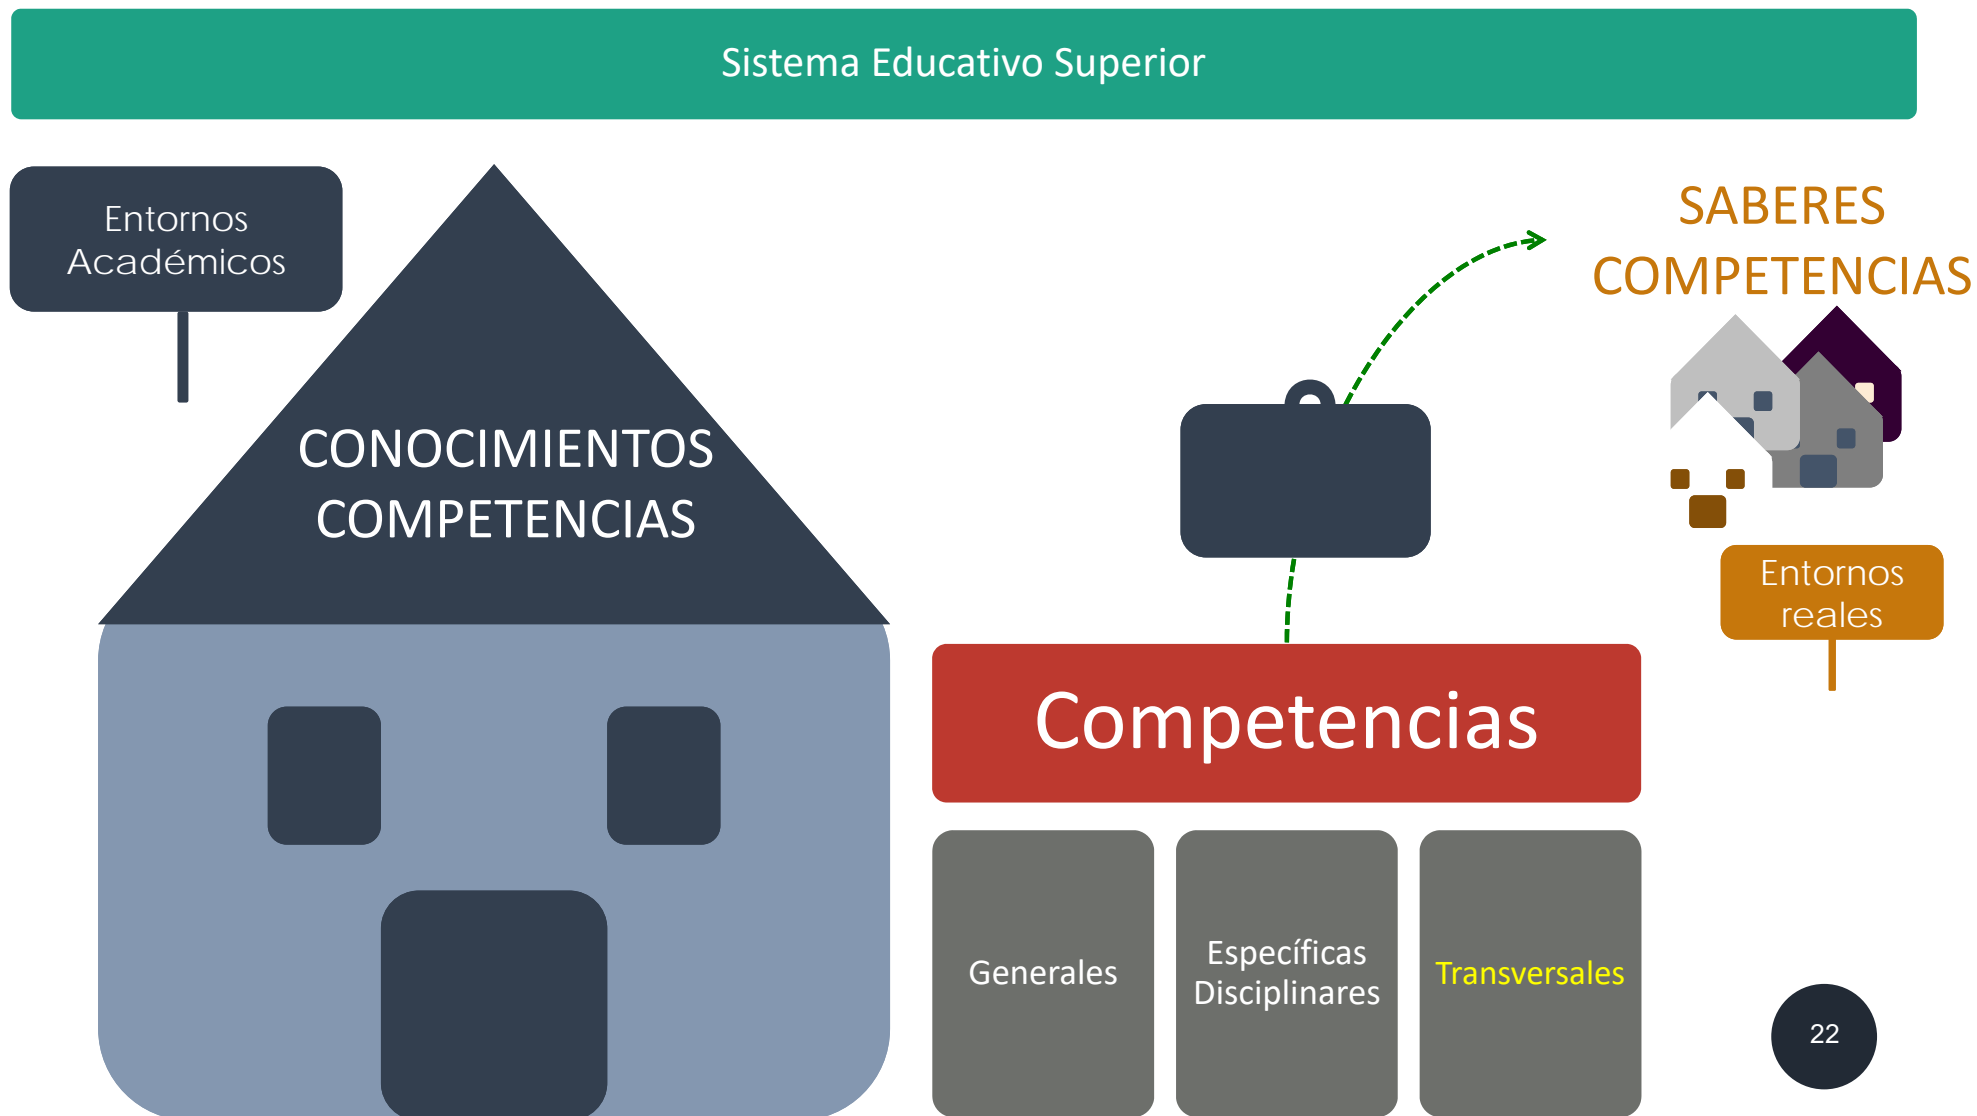 Sistema Educativo Superior
Entornos
Académicos
CONOCIMIENTOS
COMPETENCIAS
SABERES
COMPETENCIAS
Entornos
reales
Competencias
Generales
Específicas
Disciplinares
Transversales
22